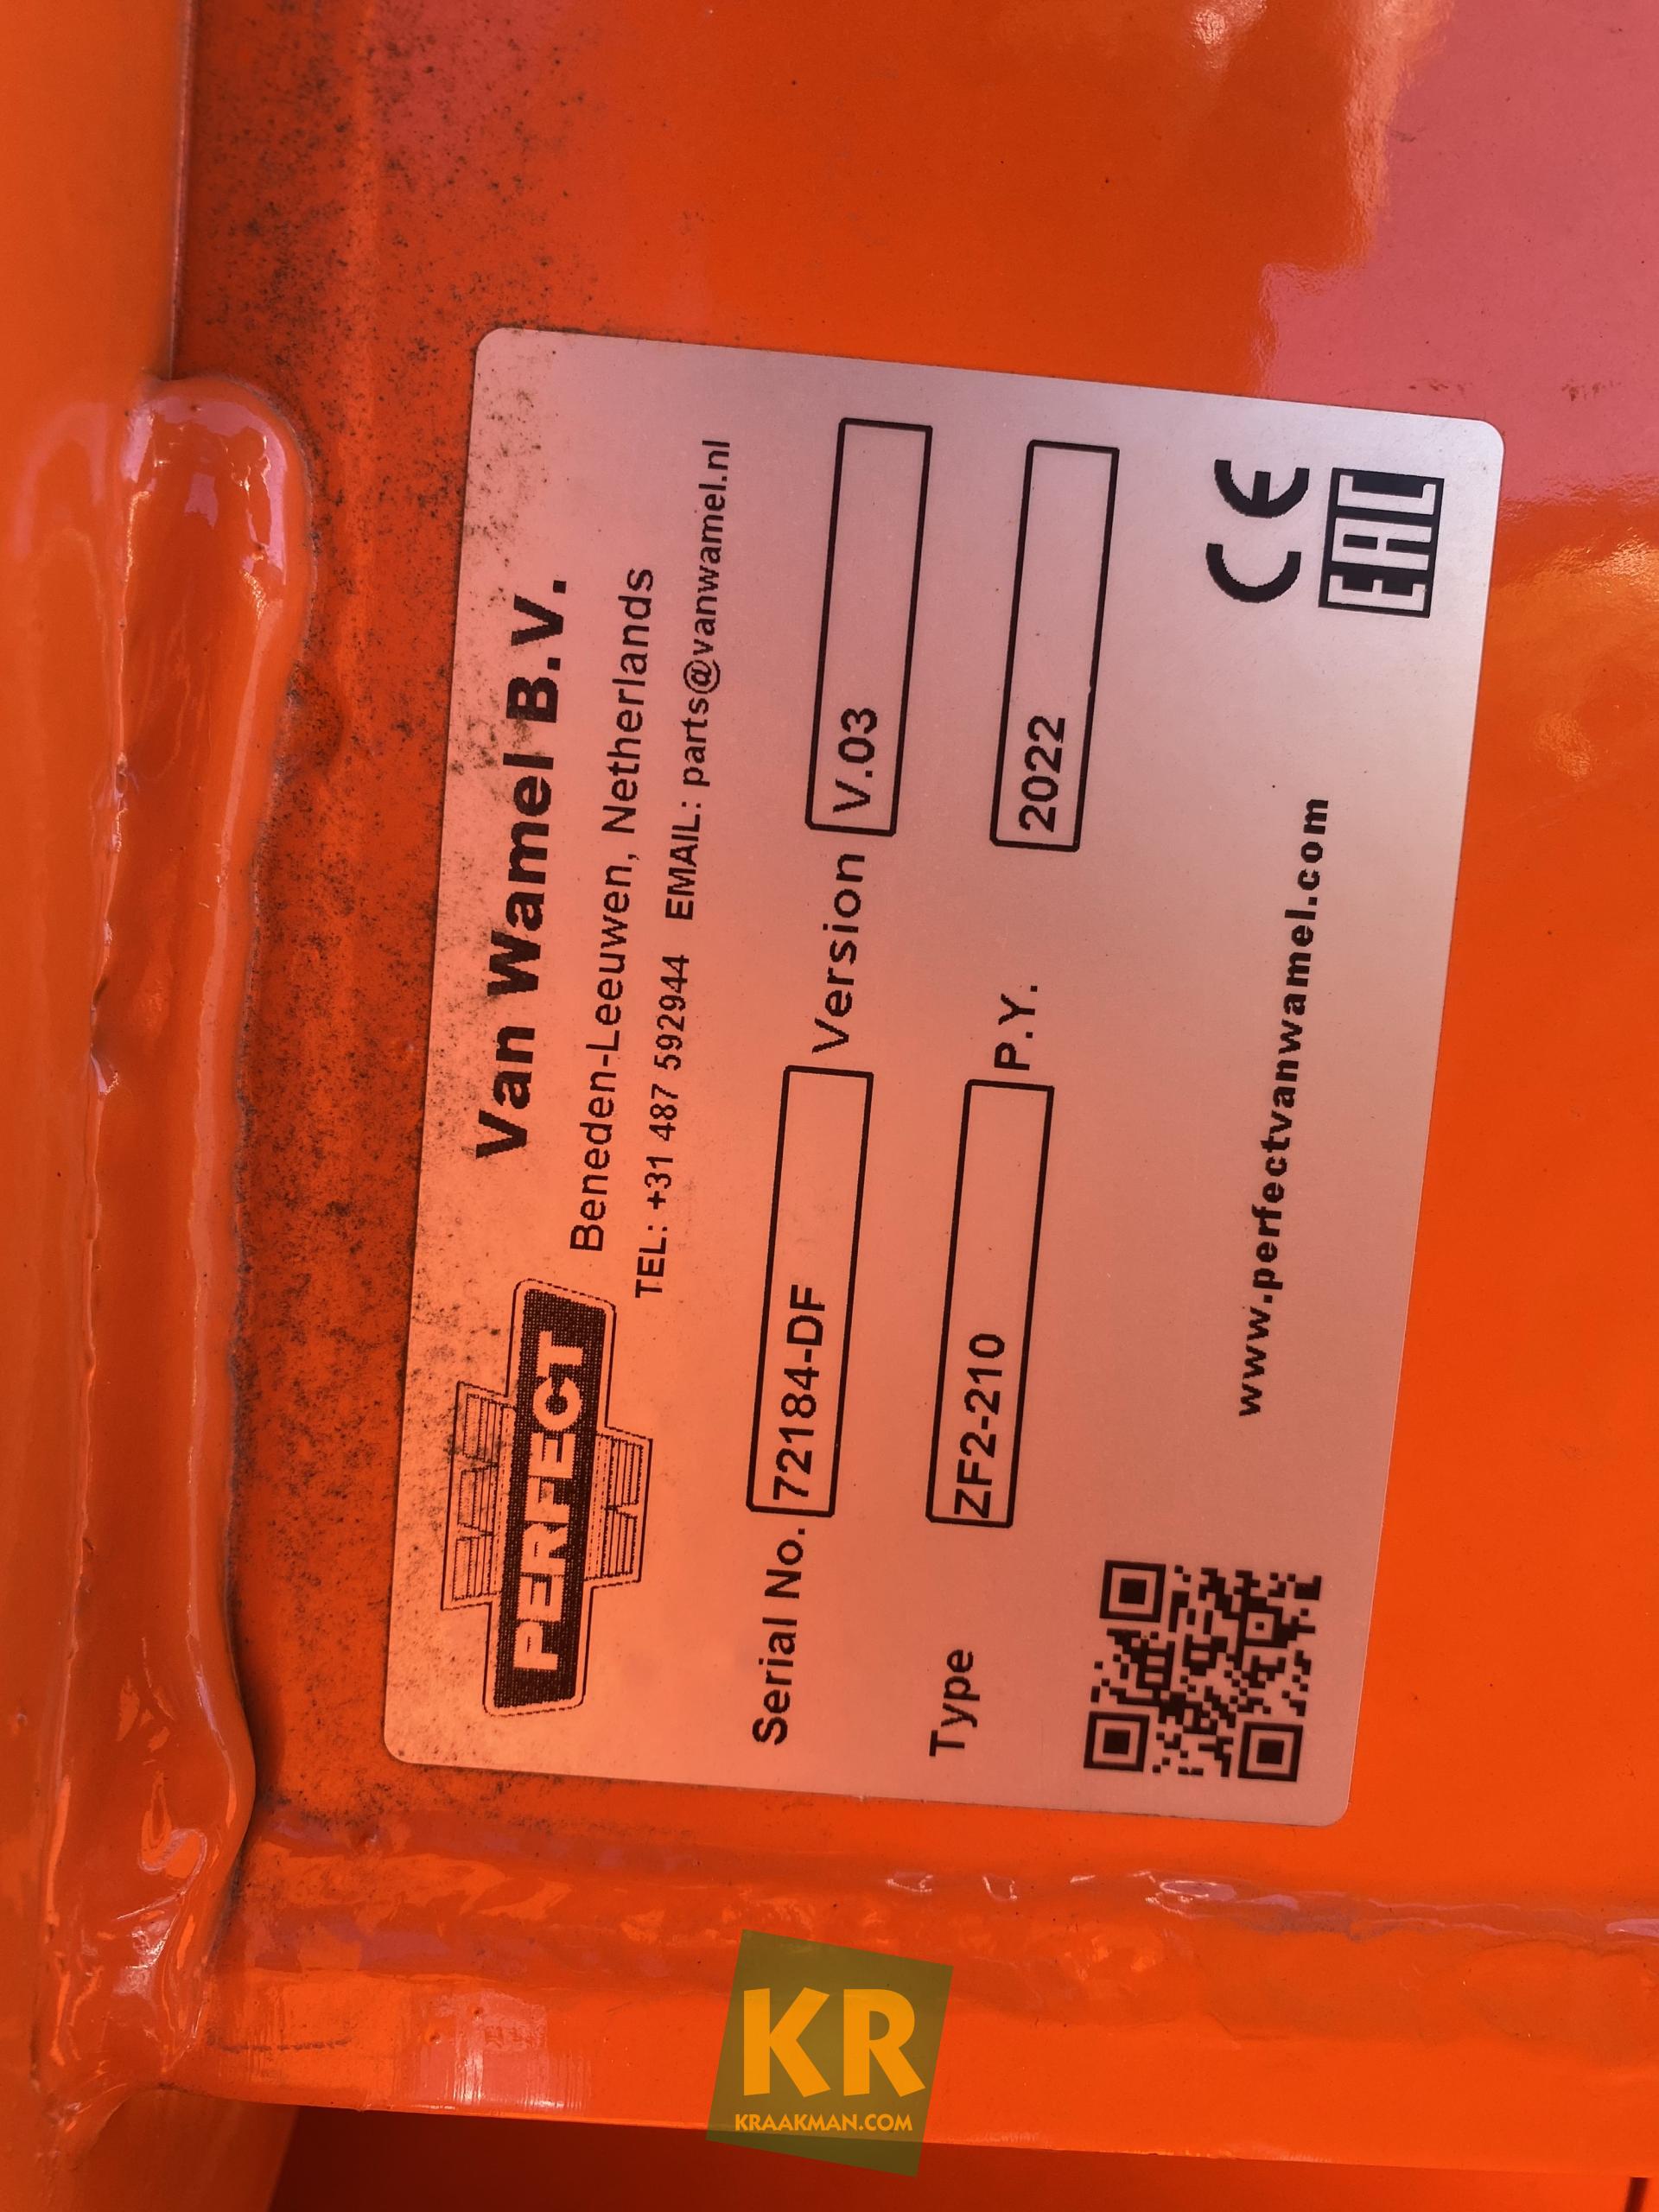 PERFECT
Van Wamel B.V.
Beneden-Leeuwen, Netherlands
TEL: +31 487 592944 EMAIL: parts@vanwamel.nl
Serial No. 72184-DF Version V.03
Type ZF2-210 P.Y. 2022
www.perfectvanwamel.com
CE
EAC
KR
KRAAKMAN.COM